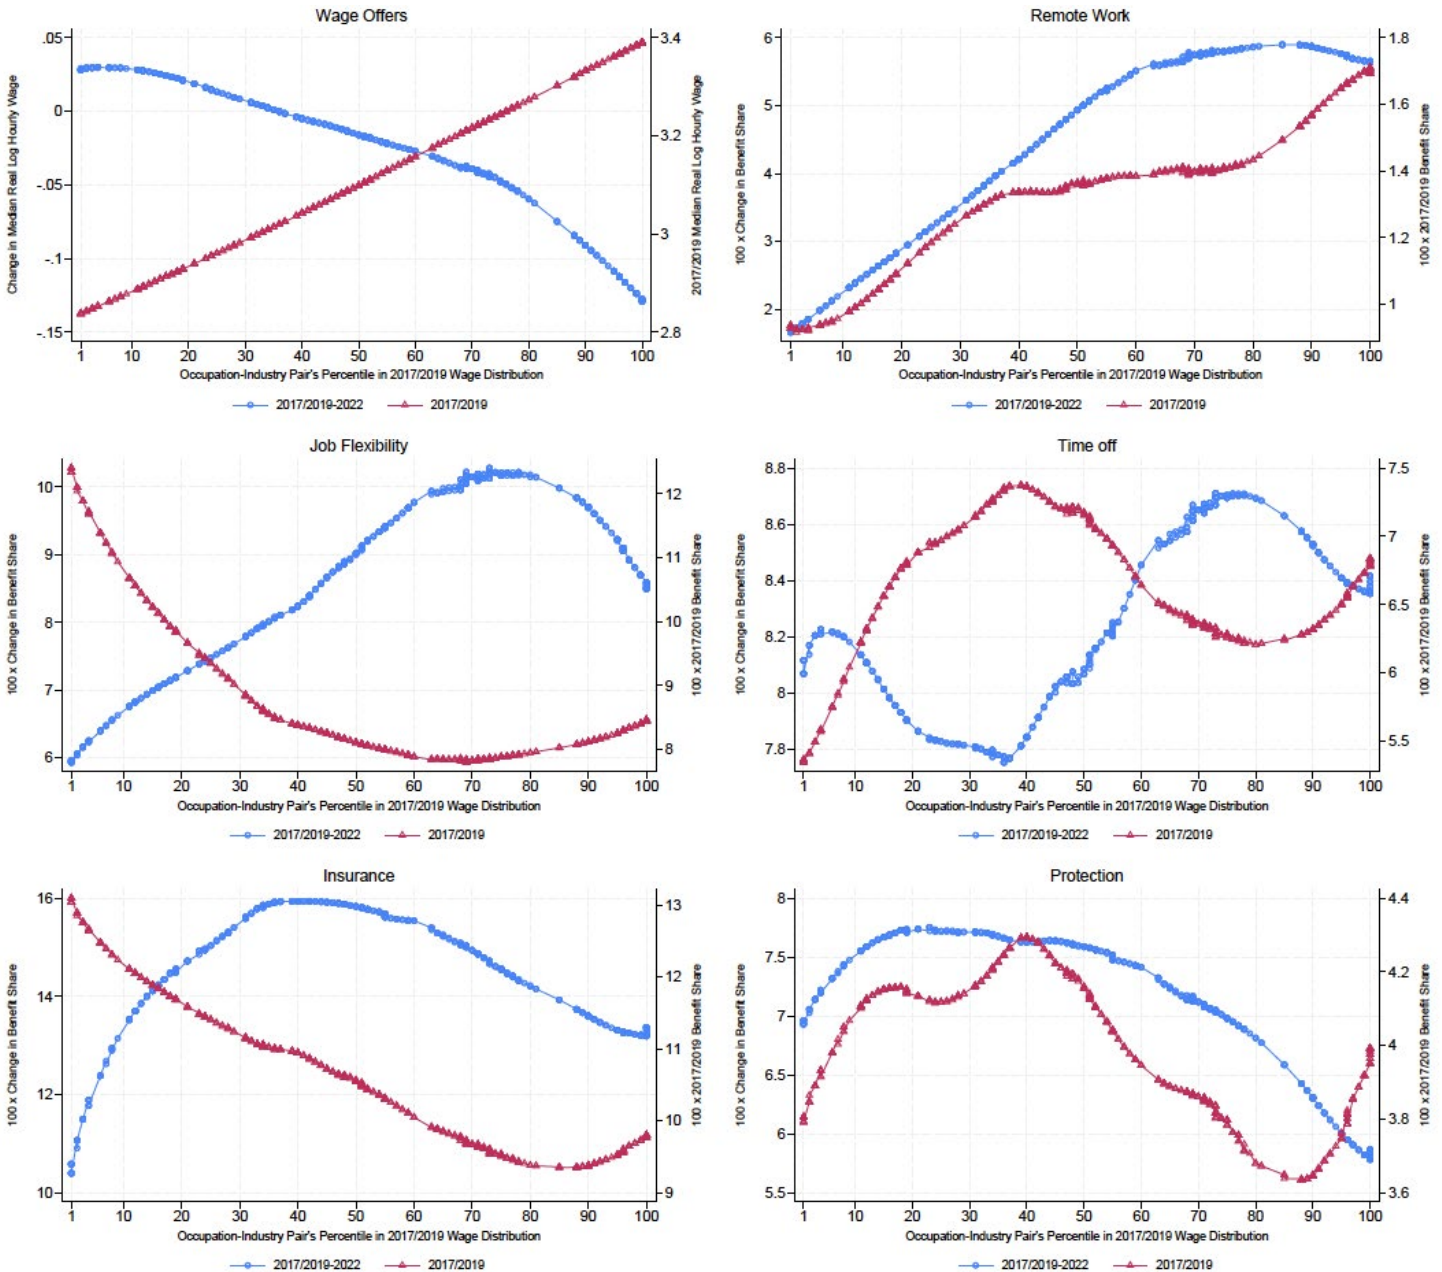 Wage Offers
Change in Median Real Log Hourly Wage
.05
0
-.05
-.1
-.15
3.4
3.2
3
2.8
2017/2019 Median Real Log Hourly Wage
1 10 20 30 40 50 60 70 80 90 100
Occupation-Industry Pair's Percentile in 2017/2019 Wage Distribution
2017/2019-2022 2017/2019
Remote Work
100 x Change in Benefit Share
6
5
4
3
2
1.8
1.6
1.4
1.2
1
100 x 2017/2019 Benefit Share
1 10 20 30 40 50 60 70 80 90 100
Occupation-Industry Pair's Percentile in 2017/2019 Wage Distribution
2017/2019-2022 2017/2019
Job Flexibility
100 x Change in Benefit Share
10
9
8
7
6
12
11
10
9
8
100 x 2017/2019 Benefit Share
1 10 20 30 40 50 60 70 80 90 100
Occupation-Industry Pair's Percentile in 2017/2019 Wage Distribution
2017/2019-2022 2017/2019
Time off
100 x Change in Benefit Share
8.8
8.6
8.4
8.2
8
7.8
7.5
7
6.5
6
5.5
100 x 2017/2019 Benefit Share
1 10 20 30 40 50 60 70 80 90 100
Occupation-Industry Pair's Percentile in 2017/2019 Wage Distribution
2017/2019-2022 2017/2019
Insurance
100 x Change in Benefit Share
16
14
12
10
13
12
11
10
9
100 x 2017/2019 Benefit Share
1 10 20 30 40 50 60 70 80 90 100
Occupation-Industry Pair's Percentile in 2017/2019 Wage Distribution
2017/2019-2022 2017/2019
Protection
100 x Change in Benefit Share
8
7.5
7
6.5
6
5.5
4.4
4.2
4
3.8
3.6
100 x 2017/2019 Benefit Share
1 10 20 30 40 50 60 70 80 90 100
Occupation-Industry Pair's Percentile in 2017/2019 Wage Distribution
2017/2019-2022 2017/2019